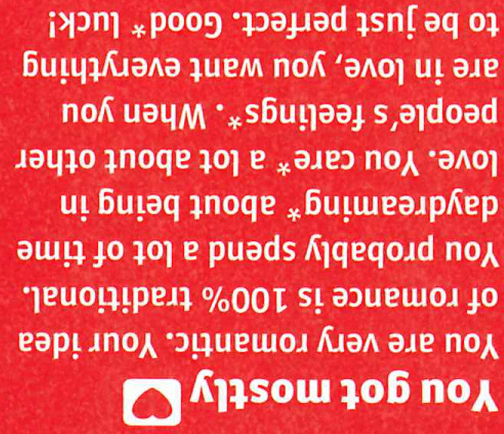 You got mostly
You are very romantic. Your idea
of romance is 100% traditional.
You probably spend a lot of time
daydreaming* about being in
love. You care* a lot about other
people's feelings*. When you
are in love, you want everything
to be just perfect. Good* luck!